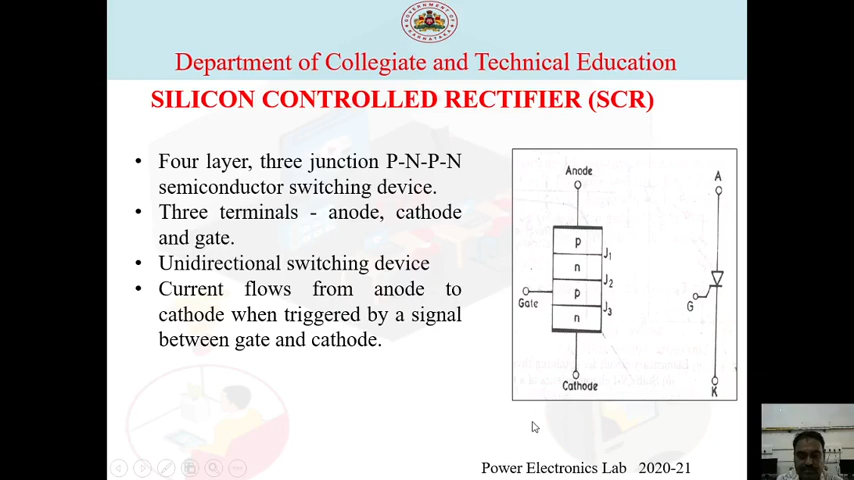 Department of Collegiate and Technical Education
SILICON CONTROLLED RECTIFIER (SCR)
• Four layer, three junction P-N-P-N
semiconductor switching device.
• Three terminals - anode, cathode
and gate.
• Unidirectional switching device
• Current flows from anode to
cathode when triggered by a signal
between gate and cathode.
Anode
p
J1
n
J2
p
J3
n
Gate
Cathode
A
G
K
Power Electronics Lab 2020-21